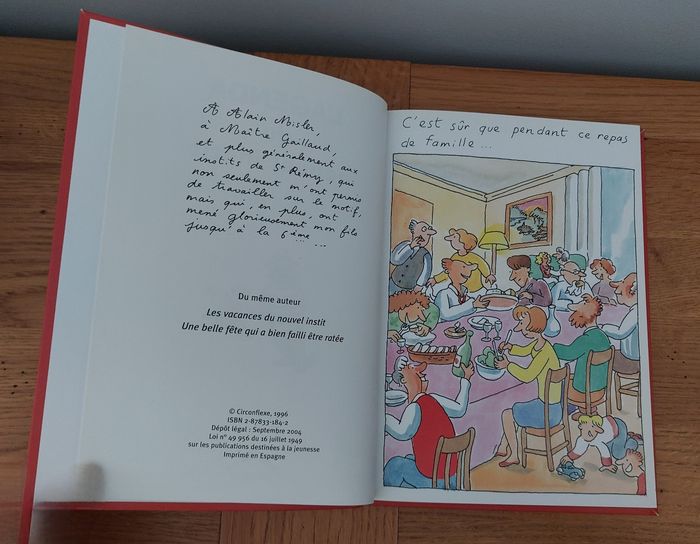 A Alain Misler,
à Maître Gaillaud,
et plus généralement aux
instits de St Rémy, qui
non seulement m'ont permis
de travailler sur le motif,
mais qui, en plus, ont
mené glorieusement mon fils
jusqu'à la 6ème...
Du même auteur
Les vacances du nouvel instit
Une belle fête qui a bien failli être ratée
© Circonflexe, 1996
ISBN 2-87833-184-2
Dépôt légal : Septembre 2004
Loi n° 49 956 du 16 juillet 1949
sur les publications destinées à la jeunesse
Imprimé en Espagne
C'est sûr que pendant ce repas
de famille...